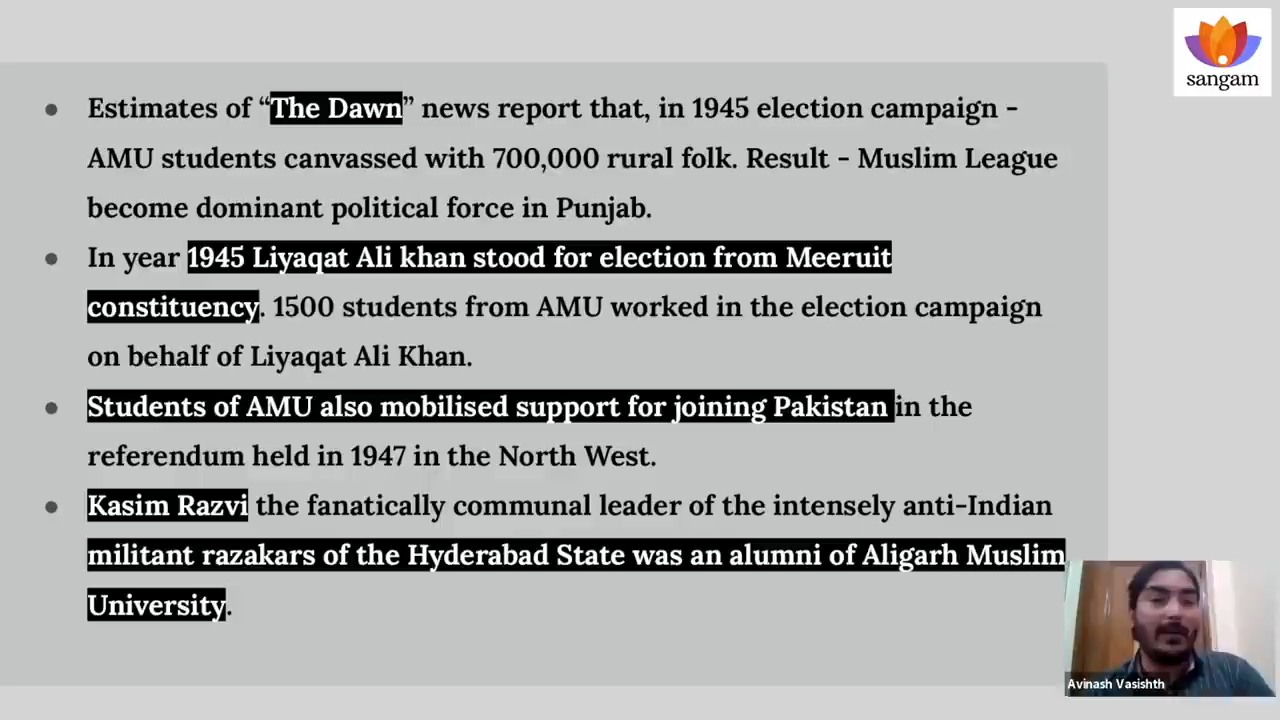 sangam
● Estimates of “The Dawn” news report that, in 1945 election campaign -
AMU students canvassed with 700,000 rural folk. Result - Muslim League
become dominant political force in Punjab.
● In year 1945 Liyaqat Ali khan stood for election from Meeruit
constituency. 1500 students from AMU worked in the election campaign
on behalf of Liyaqat Ali Khan.
● Students of AMU also mobilised support for joining Pakistan in the
referendum held in 1947 in the North West.
● Kasim Razvi the fanatically communal leader of the intensely anti-Indian
militant razakars of the Hyderabad State was an alumni of Aligarh Muslim
University.
Avinash Vasishth